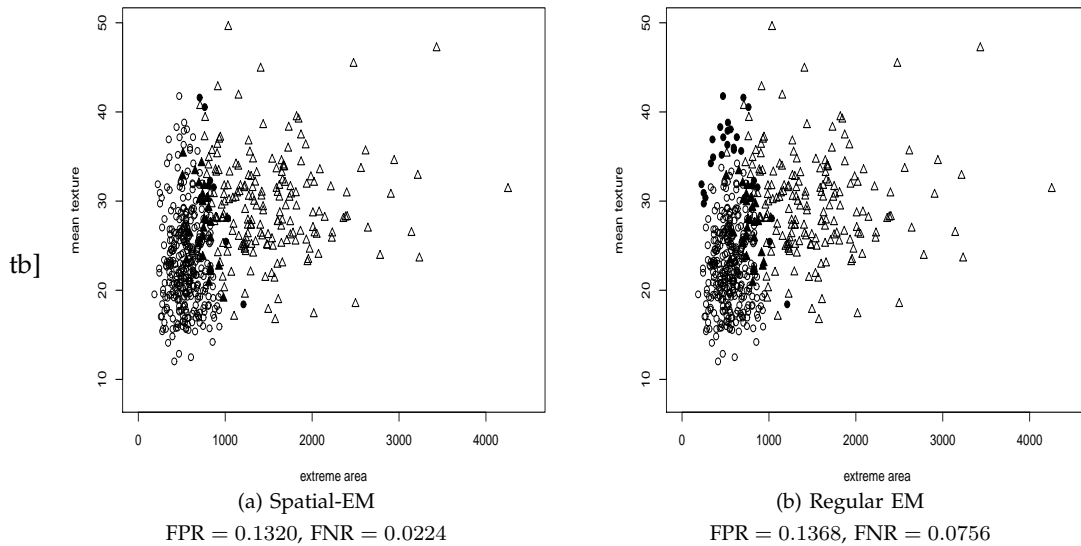 tb]
50
40
30
20
10
mean texture
0 1000 2000 3000 4000
extreme area
(a) Spatial-EM
FPR = 0.1320, FNR = 0.0224
50
40
30
20
10
mean texture
0 1000 2000 3000 4000
extreme area
(b) Regular EM
FPR = 0.1368, FNR = 0.0756